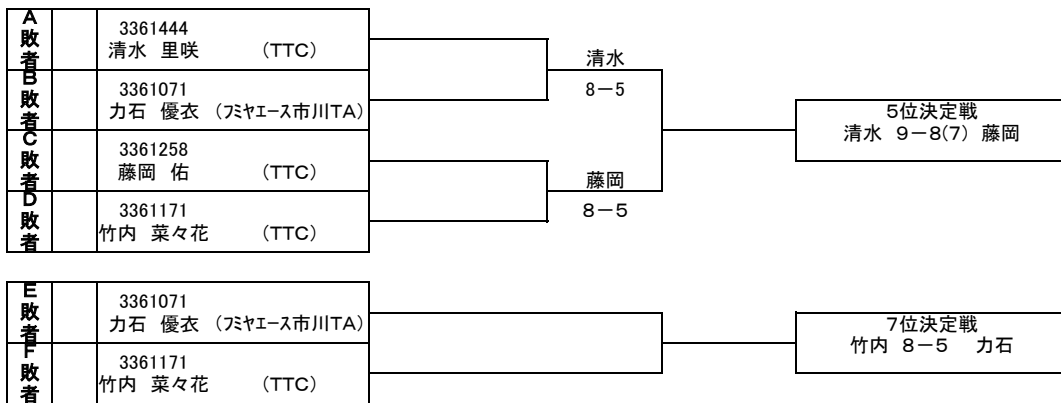 A敗者
3361444
清水 里咲 (TTC)
清水
8-5
B敗者
3361071
力石 優衣 (フミヤエース市川TA)
5位決定戦
清水 9-8(7) 藤岡
C敗者
3361258
藤岡 佑 (TTC)
藤岡
8-5
D敗者
3361171
竹内 菜々花 (TTC)
E敗者
3361071
力石 優衣 (フミヤエース市川TA)
7位決定戦
竹内 8-5 力石
F敗者
3361171
竹内 菜々花 (TTC)